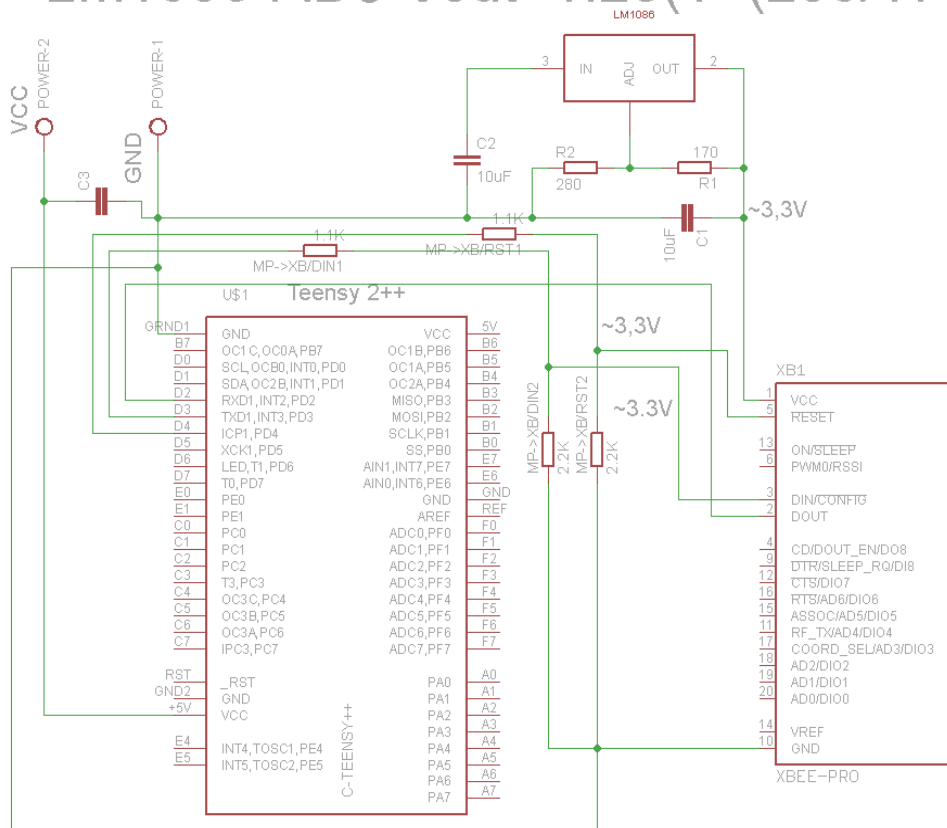 LM1086
POWER-2
POWER-1
VCC
GND
3
IN
ADJ
OUT
2
C2
10uF
R2
280
170
R1
C3
10uF
C1
~3,3V
1.1K
MP->XB/RST1
1.1K
MP->XB/DIN1
U$1
Teensy 2++
GRND1
GND
VCC
5V
B7
OC1C,OC0A,PB7
OC1B,PB6
B6
D0
SCL,OCB0,INT0,PD0
OC1A,PB5
B5
D1
SDA,OC2B,INT1,PD1
OC2A,PB4
B4
D2
RXD1,INT2,PD2
MISO,PB3
B3
D3
TXD1,INT3,PD3
MOSI,PB2
B2
D4
ICP1,PD4
SCLK,PB1
B1
D5
XCK1,PD5
SS,PB0
B0
D6
LED,T1,PD6
AIN1,INT7,PE7
E7
D7
T0,PD7
AIN0,INT6,PE6
E6
E0
PE0
GND
GND
E1
PE1
AREF
REF
C0
PC0
ADC0,PF0
F0
C1
PC1
ADC1,PF1
F1
C2
PC2
ADC2,PF2
F2
C3
T3,PC3
ADC3,PF3
F3
C4
OC3C,PC4
ADC4,PF4
F4
C5
OC3B,PC5
ADC5,PF5
F5
C6
OC3A,PC6
ADC6,PF6
F6
C7
IPC3,PC7
ADC7,PF7
F7
RST
_RST
PA0
A0
GND2
GND
PA1
A1
+5V
VCC
PA2
A2
PA3
A3
E4
INT4,TOSC1,PE4
PA4
A4
E5
INT5,TOSC2,PE5
PA5
A5
PA6
A6
PA7
A7
C-TEENSY++
~3,3V
~3.3V
MP->XB/DIN2
2.2K
MP->XB/RST2
2.2K
XB1
1
VCC
5
RESET
13
ON/SLEEP
6
PWM0/RSSI
3
DIN/CONFIG
2
DOUT
4
CD/DOUT_EN/DO8
9
DTR/SLEEP_RQ/DI8
12
CTS/DIO7
16
RTS/AD6/DIO6
15
ASSOC/AD5/DIO5
11
RF_TX/AD4/DIO4
17
COORD_SEL/AD3/DIO3
18
AD2/DIO2
19
AD1/DIO1
20
AD0/DIO0
14
VREF
10
GND
XBEE-PRO